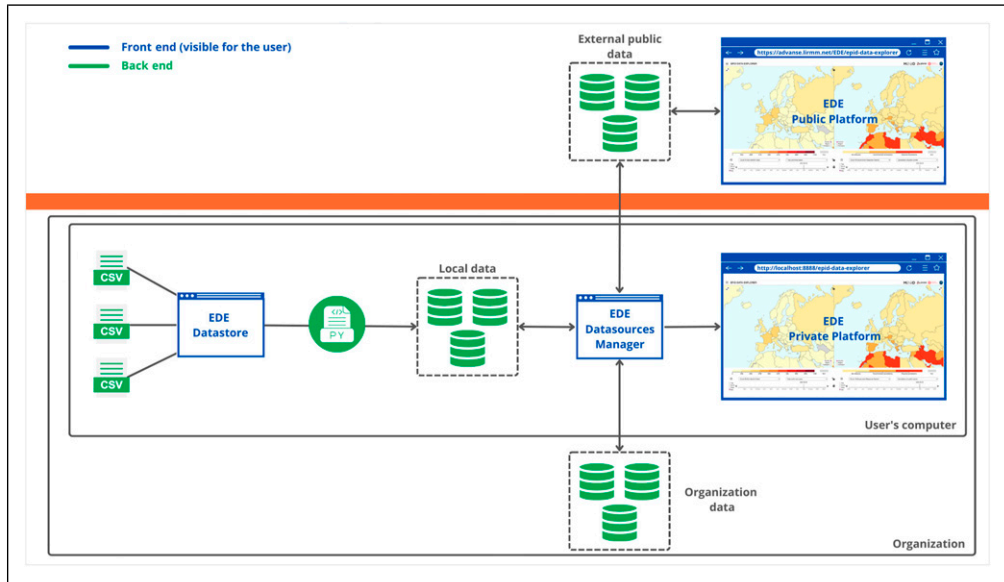 Front end (visible for the user)
Back end
External public
data
https://advanse.lirmm.net/EDE/epid-data-explorer
EDE
Public Platform
CSV
CSV
CSV
EDE
Datastore
PY
Local data
EDE
Datasources
Manager
http://localhost:8888/epid-data-explorer
EDE
Private Platform
User's computer
Organization
data
Organization